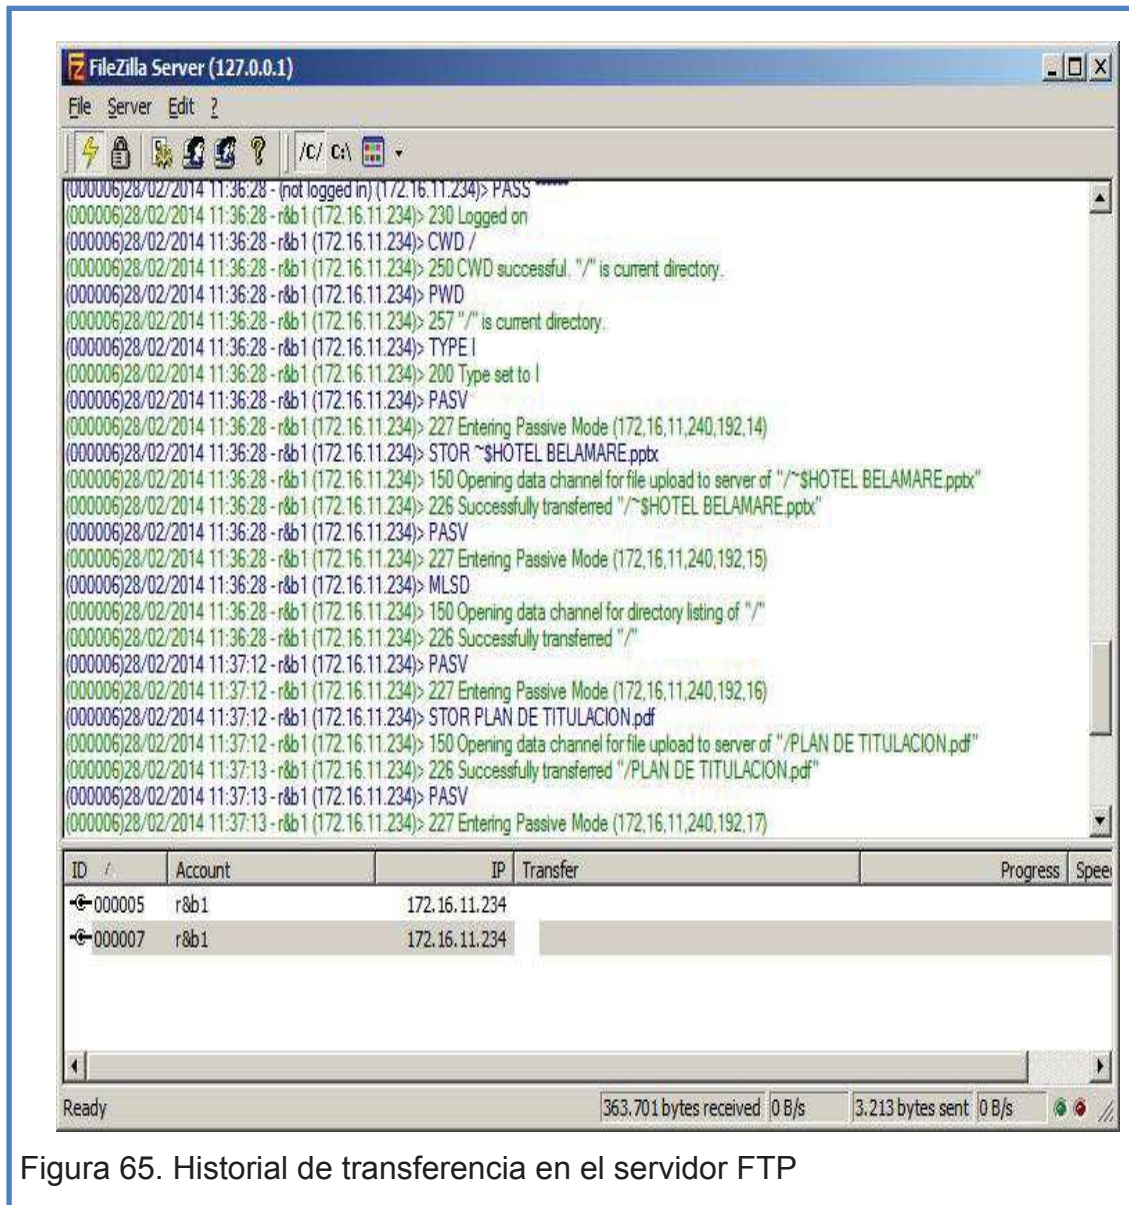 FileZilla Server (127.0.0.1)
File Server Edit ?
/C/ C:\
(000006)28/02/2014 11:36:28 - (not logged in) (172.16.11.234)> PASS ******
(000006)28/02/2014 11:36:28 - r&b1 (172.16.11.234)> 230 Logged on
(000006)28/02/2014 11:36:28 - r&b1 (172.16.11.234)> CWD /
(000006)28/02/2014 11:36:28 - r&b1 (172.16.11.234)> 250 CWD successful. "/" is current directory.
(000006)28/02/2014 11:36:28 - r&b1 (172.16.11.234)> PWD
(000006)28/02/2014 11:36:28 - r&b1 (172.16.11.234)> 257 "/" is current directory.
(000006)28/02/2014 11:36:28 - r&b1 (172.16.11.234)> TYPE I
(000006)28/02/2014 11:36:28 - r&b1 (172.16.11.234)> 200 Type set to I
(000006)28/02/2014 11:36:28 - r&b1 (172.16.11.234)> PASV
(000006)28/02/2014 11:36:28 - r&b1 (172.16.11.234)> 227 Entering Passive Mode (172,16,11,240,192,14)
(000006)28/02/2014 11:36:28 - r&b1 (172.16.11.234)> STOR ~$HOTEL BELAMARE.pptx
(000006)28/02/2014 11:36:28 - r&b1 (172.16.11.234)> 150 Opening data channel for file upload to server of "/~$HOTEL BELAMARE.pptx"
(000006)28/02/2014 11:36:28 - r&b1 (172.16.11.234)> 226 Successfully transferred "/~$HOTEL BELAMARE.pptx"
(000006)28/02/2014 11:36:28 - r&b1 (172.16.11.234)> PASV
(000006)28/02/2014 11:36:28 - r&b1 (172.16.11.234)> 227 Entering Passive Mode (172,16,11,240,192,15)
(000006)28/02/2014 11:36:28 - r&b1 (172.16.11.234)> MLSD
(000006)28/02/2014 11:36:28 - r&b1 (172.16.11.234)> 150 Opening data channel for directory listing of "/"
(000006)28/02/2014 11:36:28 - r&b1 (172.16.11.234)> 226 Successfully transferred "/"
(000006)28/02/2014 11:37:12 - r&b1 (172.16.11.234)> PASV
(000006)28/02/2014 11:37:12 - r&b1 (172.16.11.234)> 227 Entering Passive Mode (172,16,11,240,192,16)
(000006)28/02/2014 11:37:12 - r&b1 (172.16.11.234)> STOR PLAN DE TITULACION.pdf
(000006)28/02/2014 11:37:12 - r&b1 (172.16.11.234)> 150 Opening data channel for file upload to server of "/PLAN DE TITULACION.pdf"
(000006)28/02/2014 11:37:13 - r&b1 (172.16.11.234)> 226 Successfully transferred "/PLAN DE TITULACION.pdf"
(000006)28/02/2014 11:37:13 - r&b1 (172.16.11.234)> PASV
(000006)28/02/2014 11:37:13 - r&b1 (172.16.11.234)> 227 Entering Passive Mode (172,16,11,240,192,17)
ID Account IP Transfer Progress Spee
000005 r&b1 172.16.11.234
000007 r&b1 172.16.11.234
Ready 363.701 bytes received 0 B/s 3.213 bytes sent 0 B/s
Figura 65. Historial de transferencia en el servidor FTP